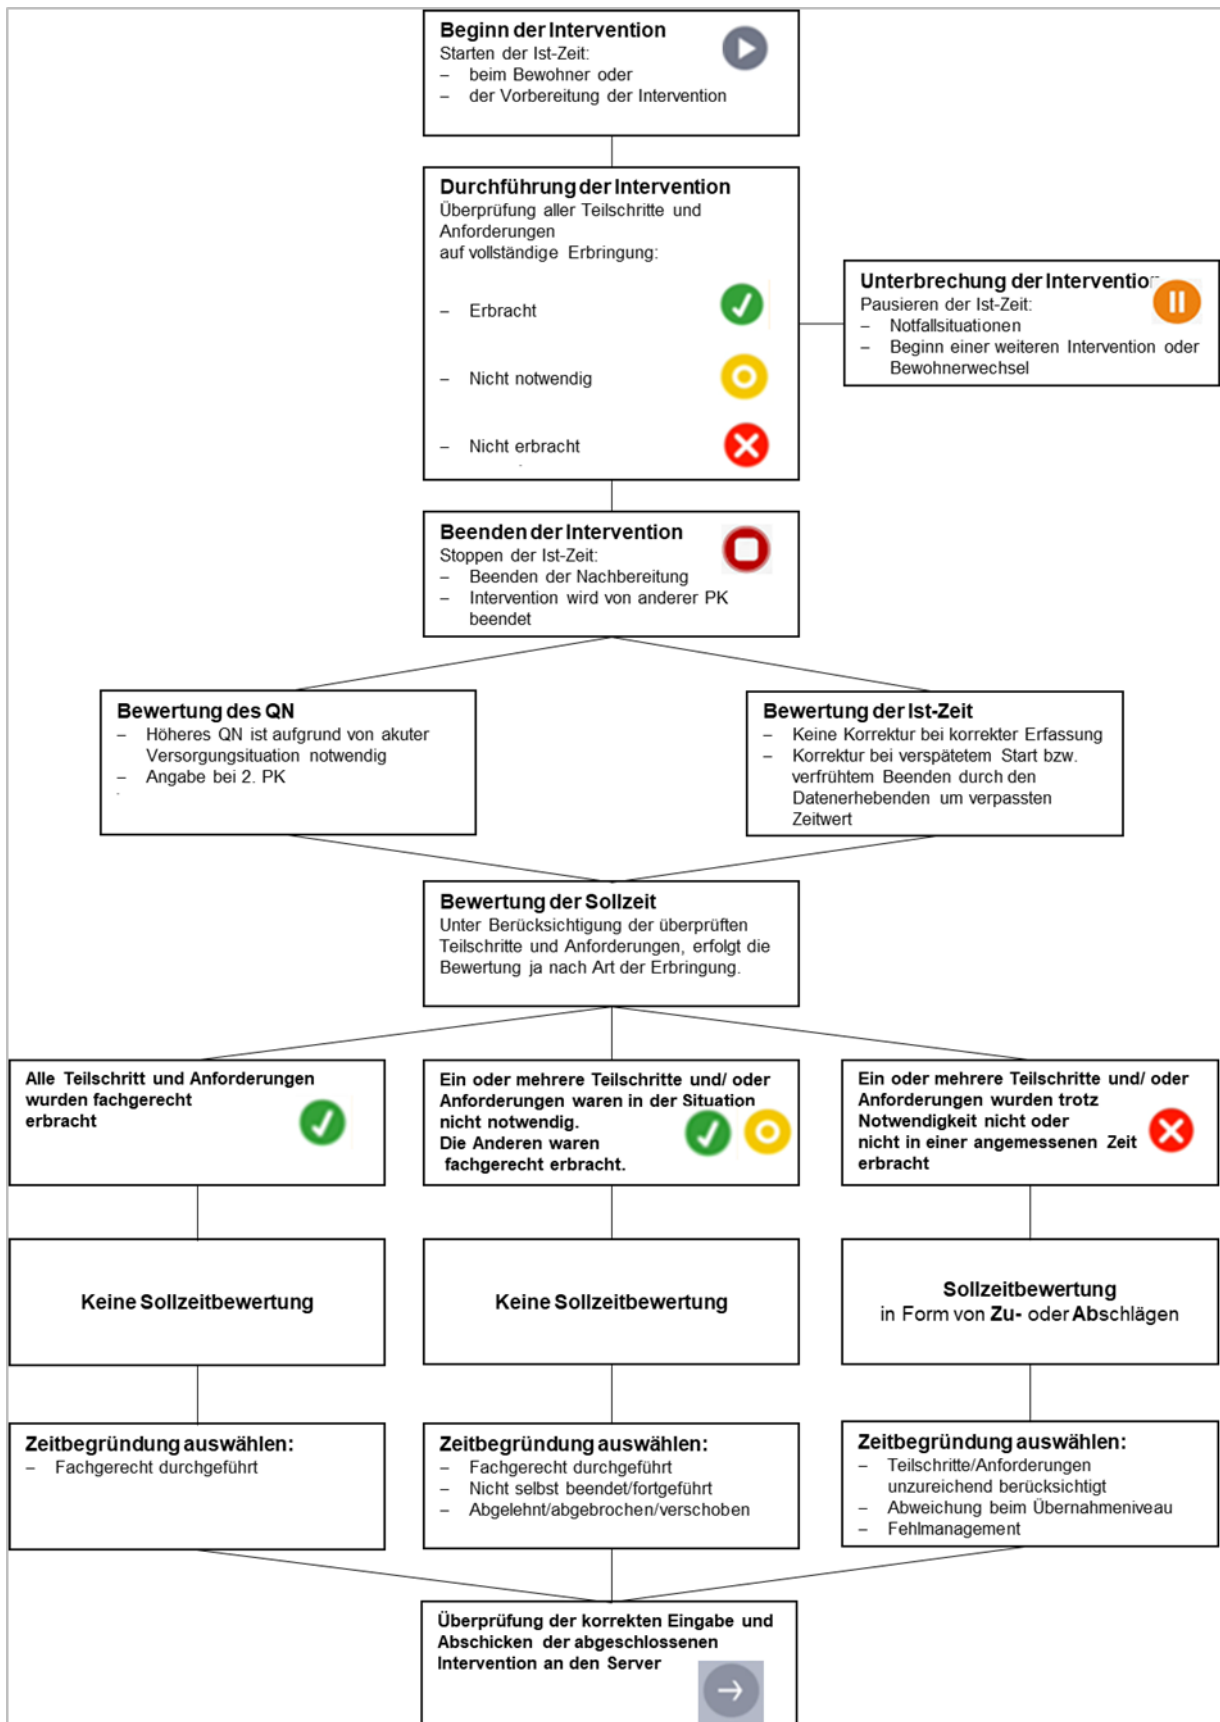 Beginn der Intervention
Starten der Ist-Zeit:
– beim Bewohner oder
– der Vorbereitung der Intervention
Durchführung der Intervention
Überprüfung aller Teilschritte und
Anforderungen
auf vollständige Erbringung:
– Erbracht
– Nicht notwendig
– Nicht erbracht
Unterbrechung der Intervention
Pausieren der Ist-Zeit:
– Notfallsituationen
– Beginn einer weiteren Intervention oder
Bewohnerwechsel
Beenden der Intervention
Stoppen der Ist-Zeit:
– Beenden der Nachbereitung
– Intervention wird von anderer PK
beendet
Bewertung des QN
– Höheres QN ist aufgrund von akuter
Versorgungsituation notwendig
– Angabe bei 2. PK
Bewertung der Ist-Zeit
– Keine Korrektur bei korrekter Erfassung
– Korrektur bei verspätetem Start bzw.
verfrühtem Beenden durch den
Datenerhebenden um verpassten
Zeitwert
Bewertung der Sollzeit
Unter Berücksichtigung der überprüften
Teilschritte und Anforderungen, erfolgt die
Bewertung ja nach Art der Erbringung.
Alle Teilschritt und Anforderungen
wurden fachgerecht
erbracht
Ein oder mehrere Teilschritte und/ oder
Anforderungen waren in der Situation
nicht notwendig.
Die Anderen waren
fachgerecht erbracht.
Ein oder mehrere Teilschritte und/ oder
Anforderungen wurden trotz
Notwendigkeit nicht oder
nicht in einer angemessenen Zeit
erbracht
Keine Sollzeitbewertung
Keine Sollzeitbewertung
Sollzeitbewertung
in Form von Zu- oder Abschlägen
Zeitbegründung auswählen:
– Fachgerecht durchgeführt
Zeitbegründung auswählen:
– Fachgerecht durchgeführt
– Nicht selbst beendet/fortgeführt
– Abgelehnt/abgebrochen/verschoben
Zeitbegründung auswählen:
– Teilschritte/Anforderungen
unzureichend berücksichtigt
– Abweichung beim Übernahmeniveau
– Fehlmanagement
Überprüfung der korrekten Eingabe und
Abschicken der abgeschlossenen
Intervention an den Server